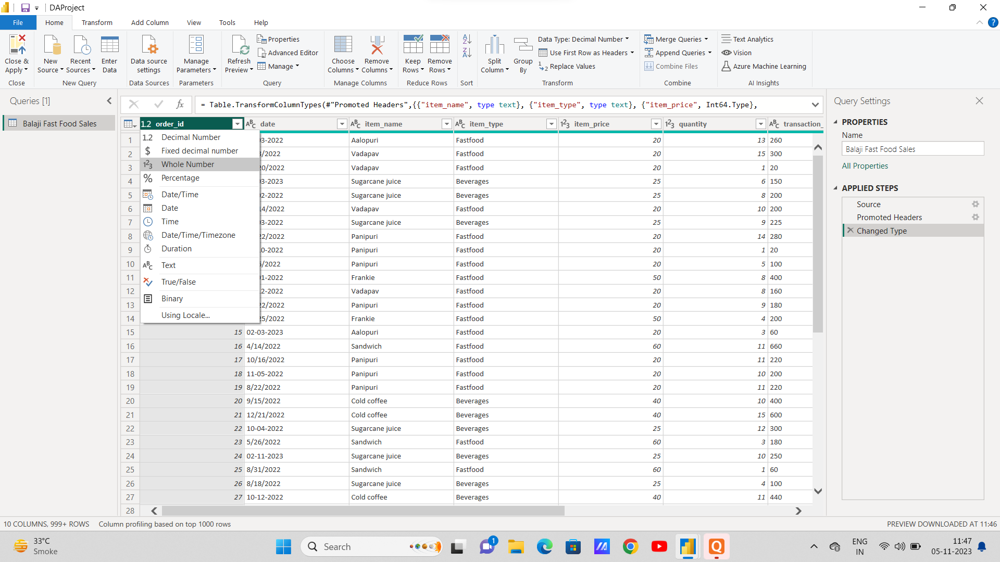 DAProject
File Home Transform Add Column View Tools Help
Close & Apply
New Source
Recent Sources
Enter Data
Data source settings
Manage Parameters
Refresh Preview
Properties
Advanced Editor
Manage
Choose Columns
Remove Columns
Keep Rows
Remove Rows
Split Column
Group By
Data Type: Decimal Number
Use First Row as Headers
Replace Values
Merge Queries
Append Queries
Combine Files
Text Analytics
Vision
Azure Machine Learning
Close New Query Data Sources Parameters Query Manage Columns Reduce Rows Sort Transform Combine AI Insights
Queries [1]
Balaji Fast Food Sales
fx = Table.TransformColumnTypes(#"Promoted Headers",{{"item_name", type text}, {"item_type", type text}, {"item_price", Int64.Type},
1.2 order_id ABC date ABC item_name ABC item_type 123 item_price 123 quantity ABC transaction_
1.2 Decimal Number
$ Fixed decimal number
123 Whole Number
% Percentage
Date/Time
Date
Time
Date/Time/Timezone
Duration
ABC Text
True/False
Binary
Using Locale...
1 03-2022 Aalopuri Fastfood 20 13 260
2 /2022 Vadapav Fastfood 20 15 300
3 20/2022 Vadapav Fastfood 20 1 20
4 03-2023 Sugarcane juice Beverages 25 6 150
5 02-2022 Sugarcane juice Beverages 25 8 200
6 14/2022 Vadapav Fastfood 20 10 200
7 03-2022 Sugarcane juice Beverages 25 9 225
8 22/2022 Panipuri Fastfood 20 14 280
9 10-2022 Panipuri Fastfood 20 1 20
10 /2022 Panipuri Fastfood 20 5 100
11 01-2022 Frankie Fastfood 50 8 400
12 12-2022 Vadapav Fastfood 20 8 160
13 22/2022 Panipuri Fastfood 20 9 180
14 25/2022 Frankie Fastfood 50 4 200
15 15 02-03-2023 Aalopuri Fastfood 20 3 60
16 16 4/14/2022 Sandwich Fastfood 60 11 660
17 17 10/16/2022 Panipuri Fastfood 20 11 220
18 18 11-05-2022 Panipuri Fastfood 20 10 200
19 19 8/22/2022 Panipuri Fastfood 20 11 220
20 20 9/15/2022 Cold coffee Beverages 40 10 400
21 21 12/21/2022 Cold coffee Beverages 40 15 600
22 22 10-04-2022 Sugarcane juice Beverages 25 12 300
23 23 5/26/2022 Sandwich Fastfood 60 3 180
24 24 02-11-2023 Sugarcane juice Beverages 25 10 250
25 25 8/31/2022 Sandwich Fastfood 60 1 60
26 26 8/18/2022 Sugarcane juice Beverages 25 4 100
27 27 10-12-2022 Cold coffee Beverages 40 11 440
28
Query Settings
PROPERTIES
Name
Balaji Fast Food Sales
All Properties
APPLIED STEPS
Source
Promoted Headers
Changed Type
10 COLUMNS, 999+ ROWS Column profiling based on top 1000 rows PREVIEW DOWNLOADED AT 11:46
33°C
Smoke
Search
1
ENG
IN
11:47
05-11-2023